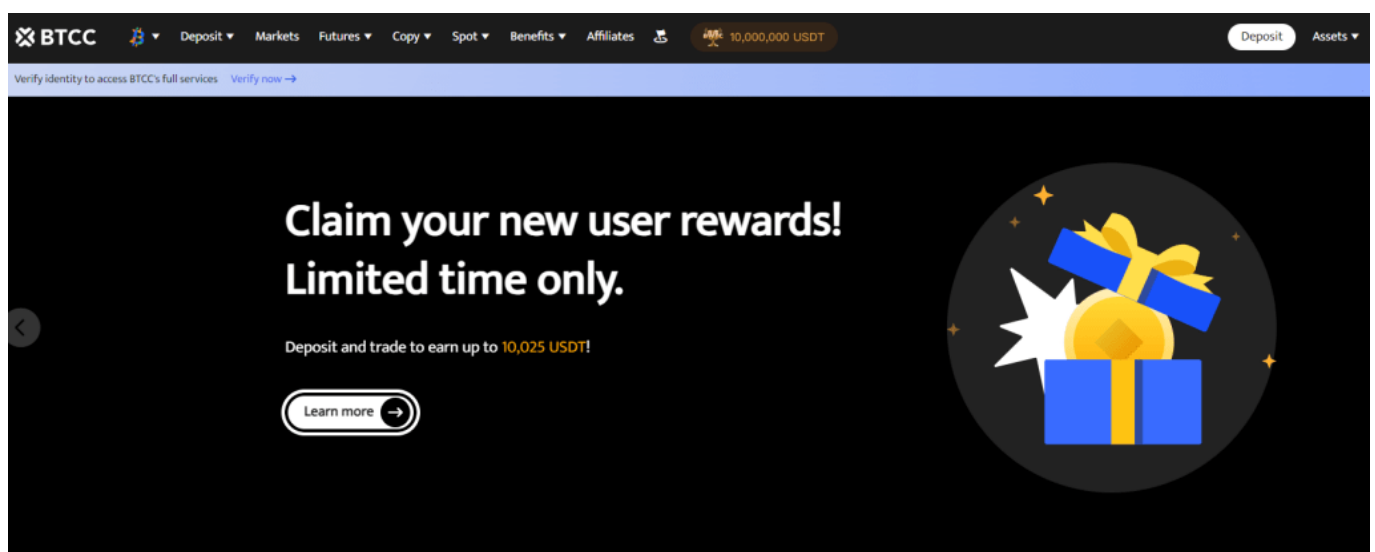 BTCC Deposit Markets Futures Copy Spot Benefits Affiliates 10,000,000 USDT Deposit Assets
Verify identity to access BTCC's full services Verify now →
Claim your new user rewards!
Limited time only.
Deposit and trade to earn up to 10,025 USDT!
Learn more